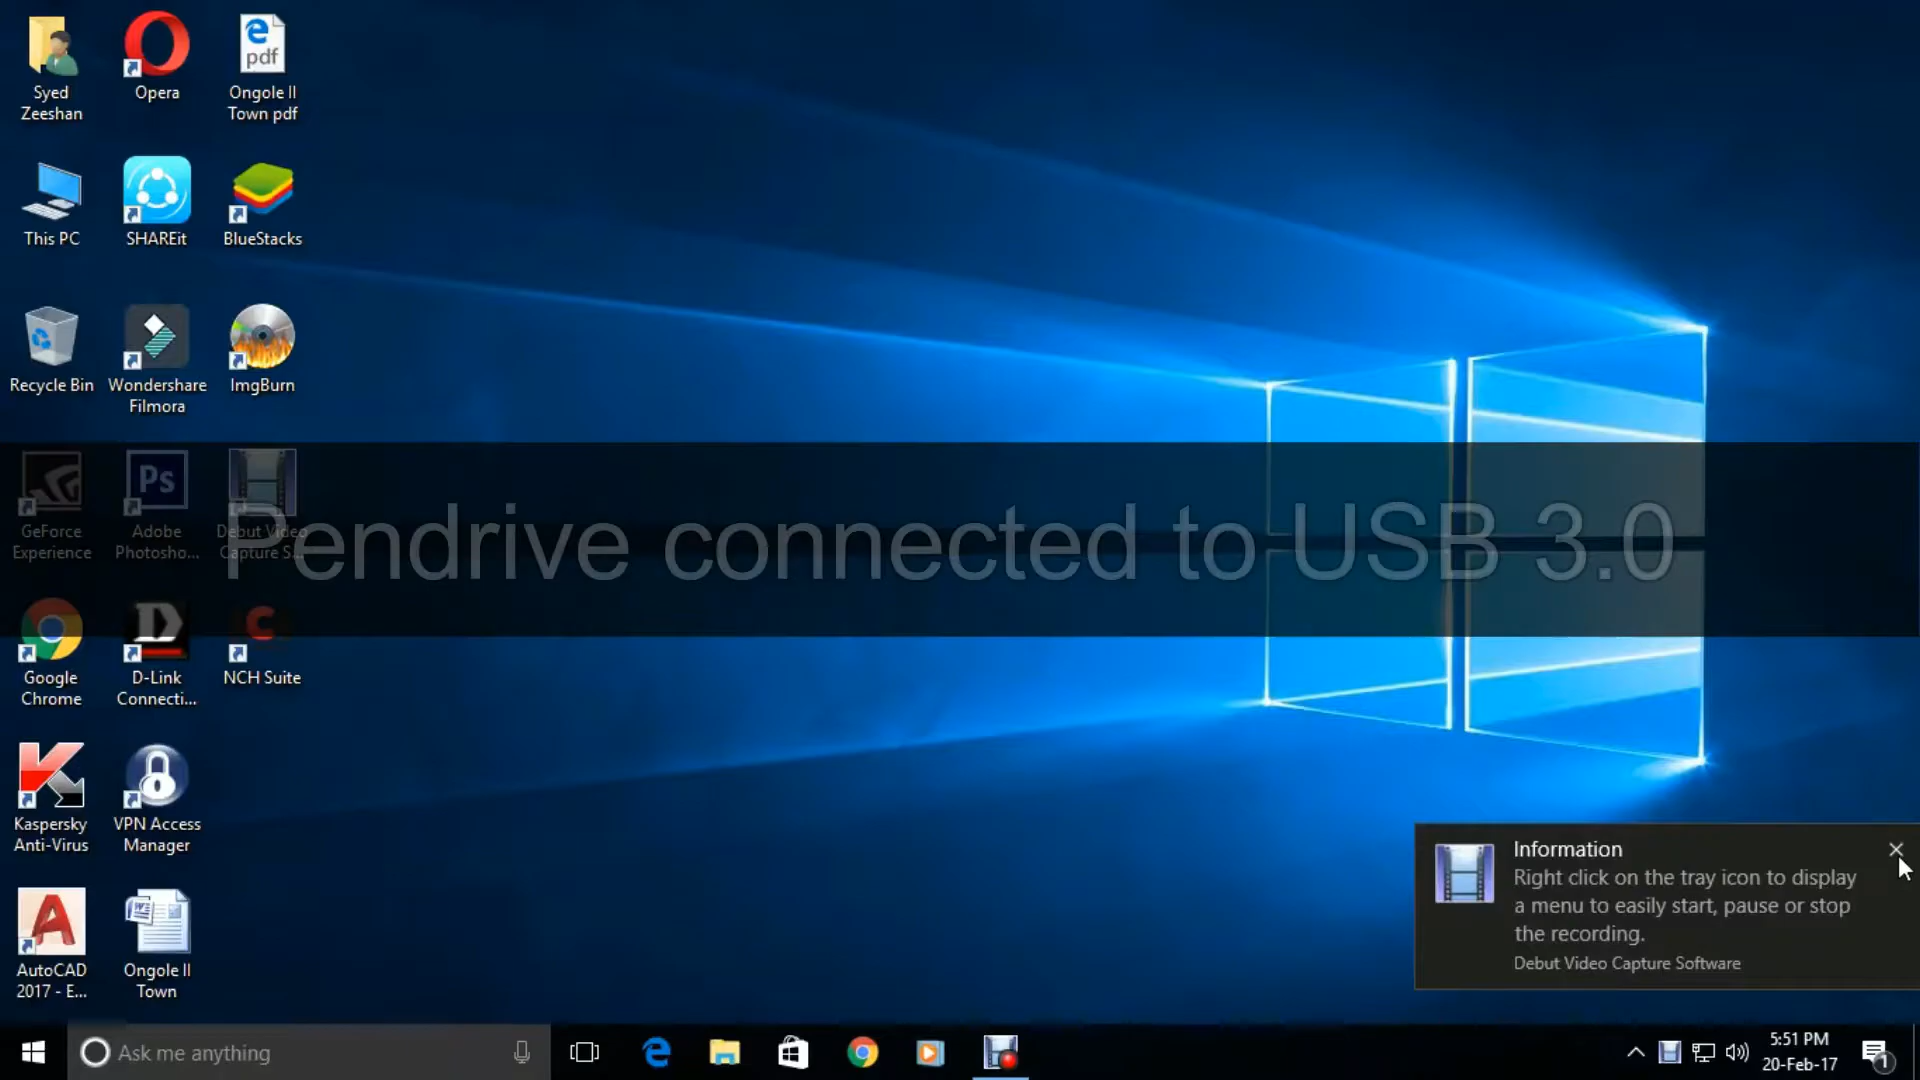 Syed
Zeeshan
Opera
pdf
Ongole II
Town pdf
This PC
SHAREit
BlueStacks
Recycle Bin
Wondershare
Filmora
ImgBurn
Ps
GeForce
Experience
Adobe
Photosho...
Debut Video
Capture S...
Pendrive connected to USB 3.0
Google
Chrome
D-Link
Connecti...
NCH Suite
Kaspersky
Anti-Virus
VPN Access
Manager
AutoCAD
2017 - E...
Ongole II
Town
Information
Right click on the tray icon to display
a menu to easily start, pause or stop
the recording.
Debut Video Capture Software
Ask me anything
5:51 PM
20-Feb-17
1